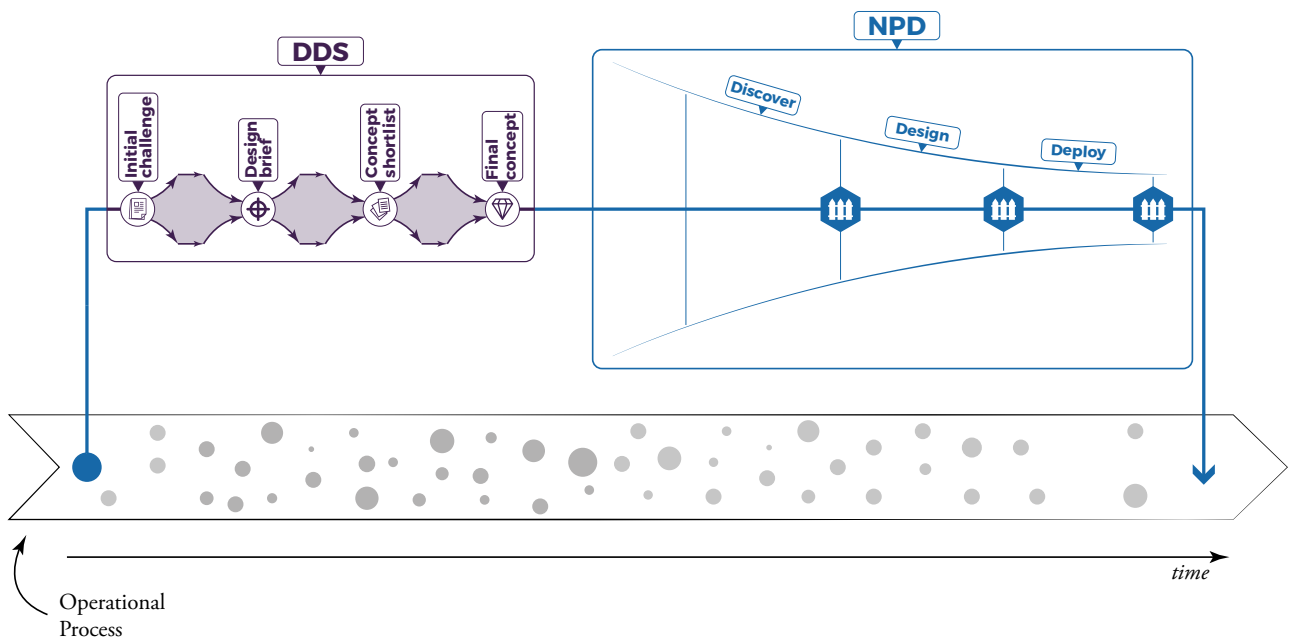 DDS
NPD
Initial
challenge
Design
brief
Concept
shortlist
Final
concept
Discover
Design
Deploy
time
Operational
Process